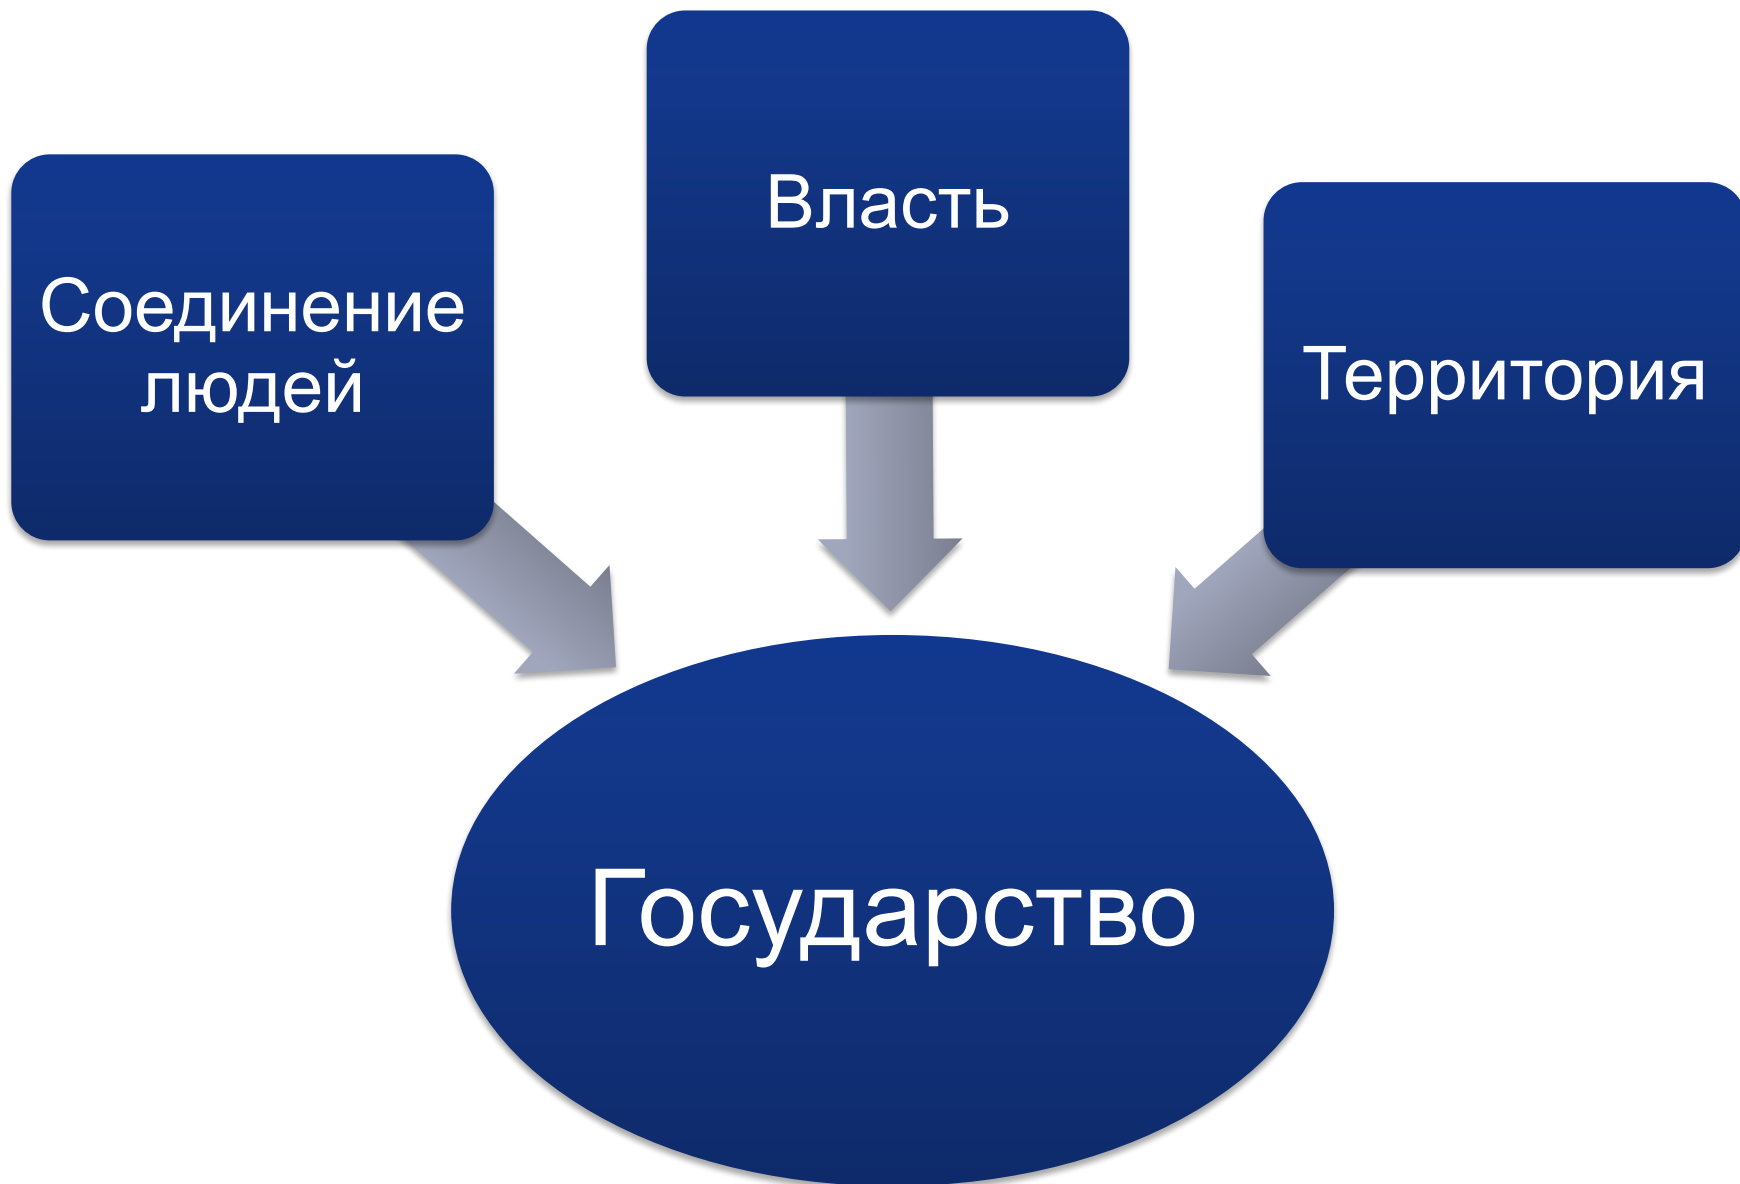 Соединение
людей
Власть
Территория
Государство